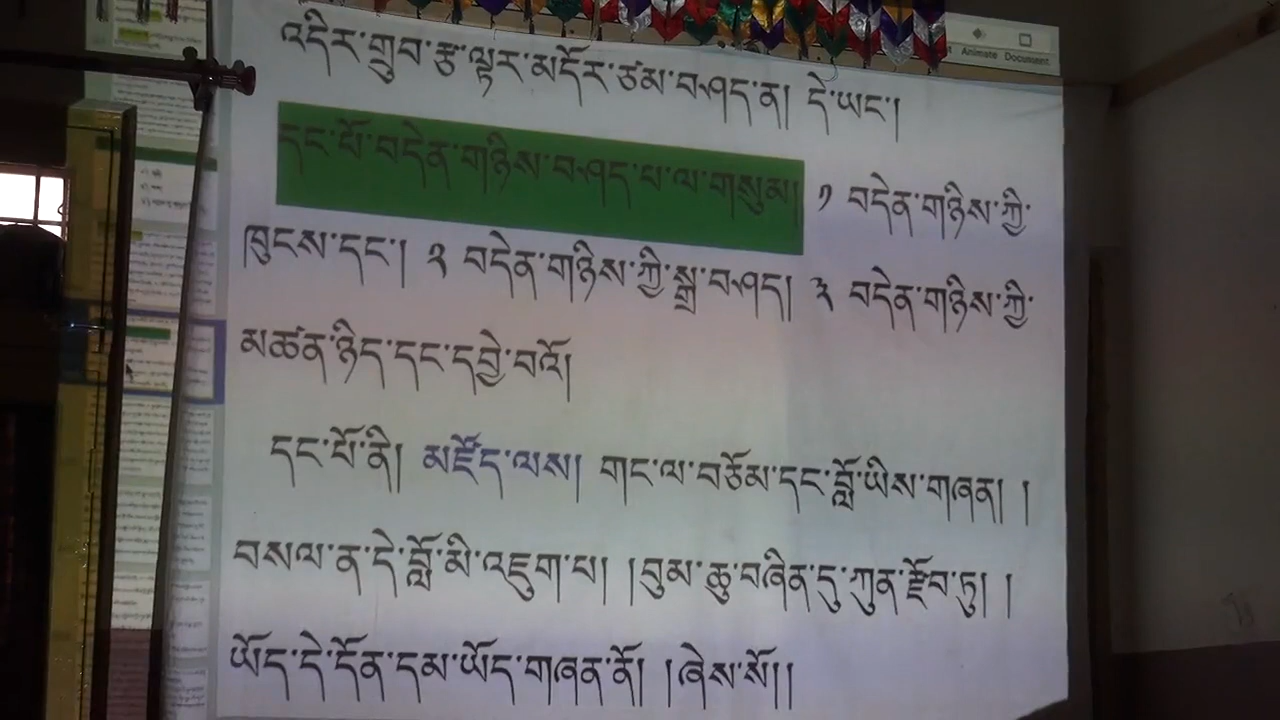 Animate Document
འདིར་གྲུབ་རྩ་ལྟར་མདོར་ཙམ་བཤད་ན། དེ་ཡང་།
དང་པོ་བདེན་གཉིས་བཤད་པ་ལ་གསུམ། ༡ བདེན་གཉིས་ཀྱི་
ཁུངས་དང་། ༢ བདེན་གཉིས་ཀྱི་སྒྲ་བཤད། ༣ བདེན་གཉིས་ཀྱི་
མཚན་ཉིད་དང་དབྱེ་བའོ།
དང་པོ་ནི། མཛོད་ལས། གང་ལ་བཅོམ་དང་བློ་ཡིས་གཞན། །
བསལ་ན་དེ་བློ་མི་འཇུག་པ། །བུམ་ཆུ་བཞིན་དུ་ཀུན་རྫོབ་ཏུ། །
ཡོད་དེ་དོན་དམ་ཡོད་གཞན་ནོ། །ཞེས་སོ།།